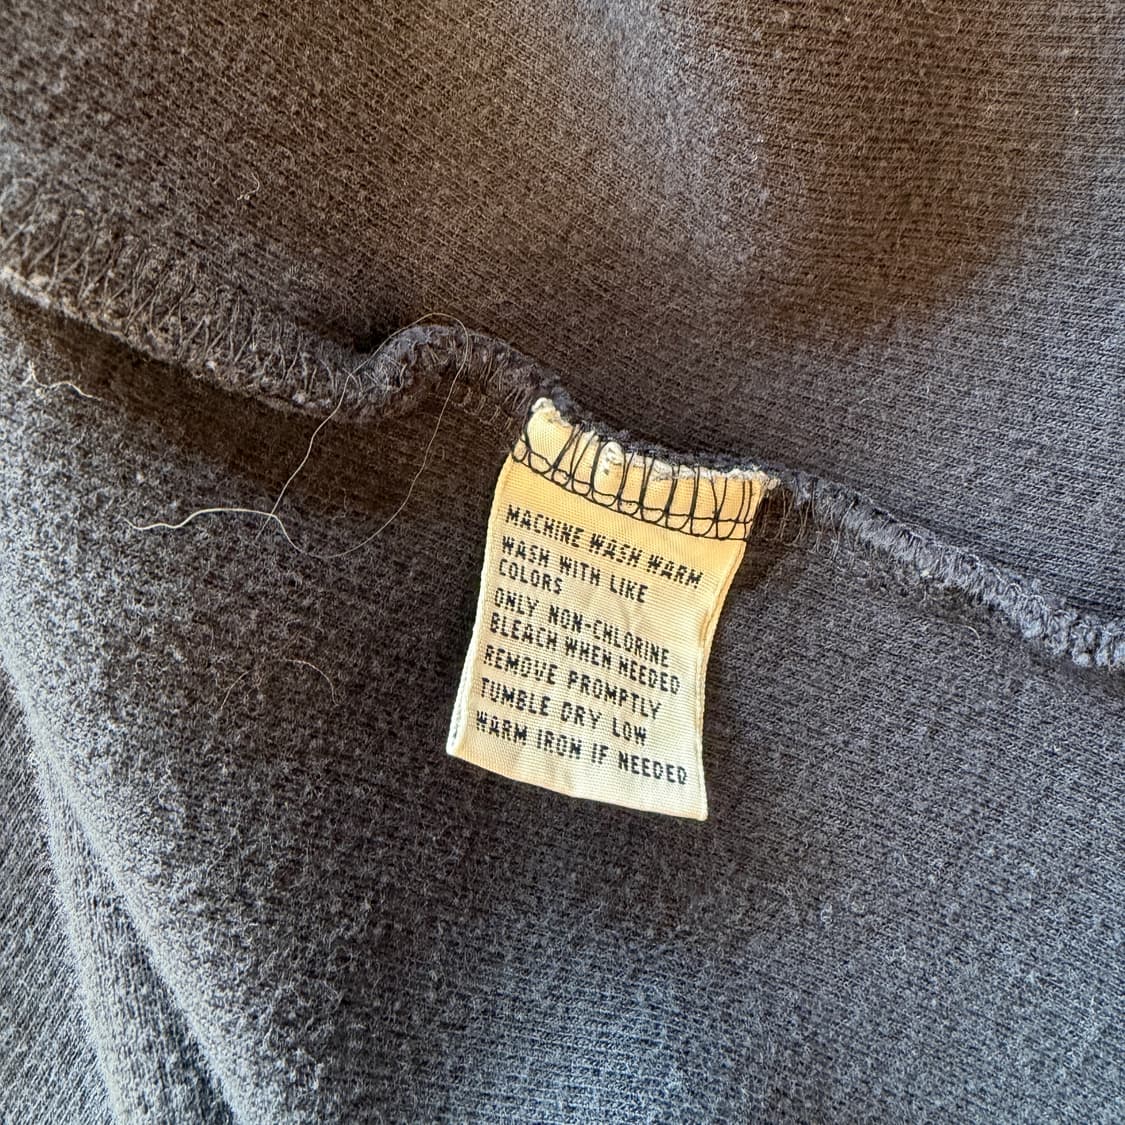 MACHINE WASH WARM
WASH WITH LIKE
COLORS
ONLY NON-CHLORINE
BLEACH WHEN NEEDED
REMOVE PROMPTLY
TUMBLE DRY LOW
WARM IRON IF NEEDED